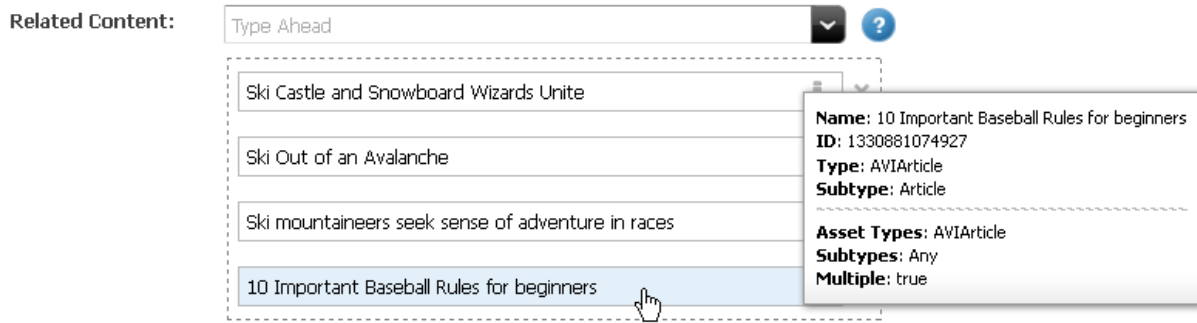 Related Content:
Type Ahead
?
Ski Castle and Snowboard Wizards Unite
Ski Out of an Avalanche
Ski mountaineers seek sense of adventure in races
10 Important Baseball Rules for beginners
Name: 10 Important Baseball Rules for beginners
ID: 1330881074927
Type: AVIArticle
Subtype: Article
Asset Types: AVIArticle
Subtypes: Any
Multiple: true